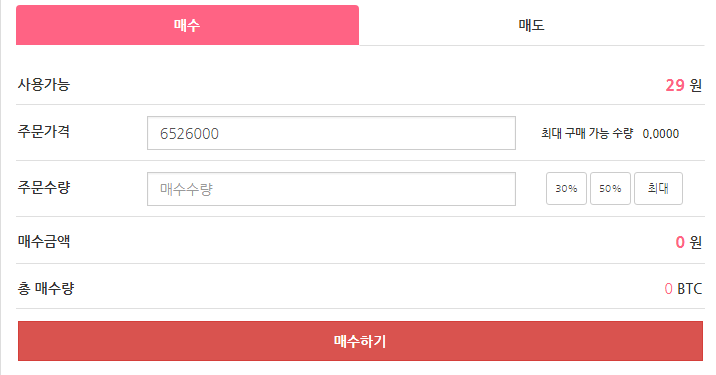 매수 매도
사용가능 29 원
주문가격 6526000 최대 구매 가능 수량 0.0000
주문수량 매수수량 30% 50% 최대
매수금액 0 원
총 매수량 0 BTC
매수하기